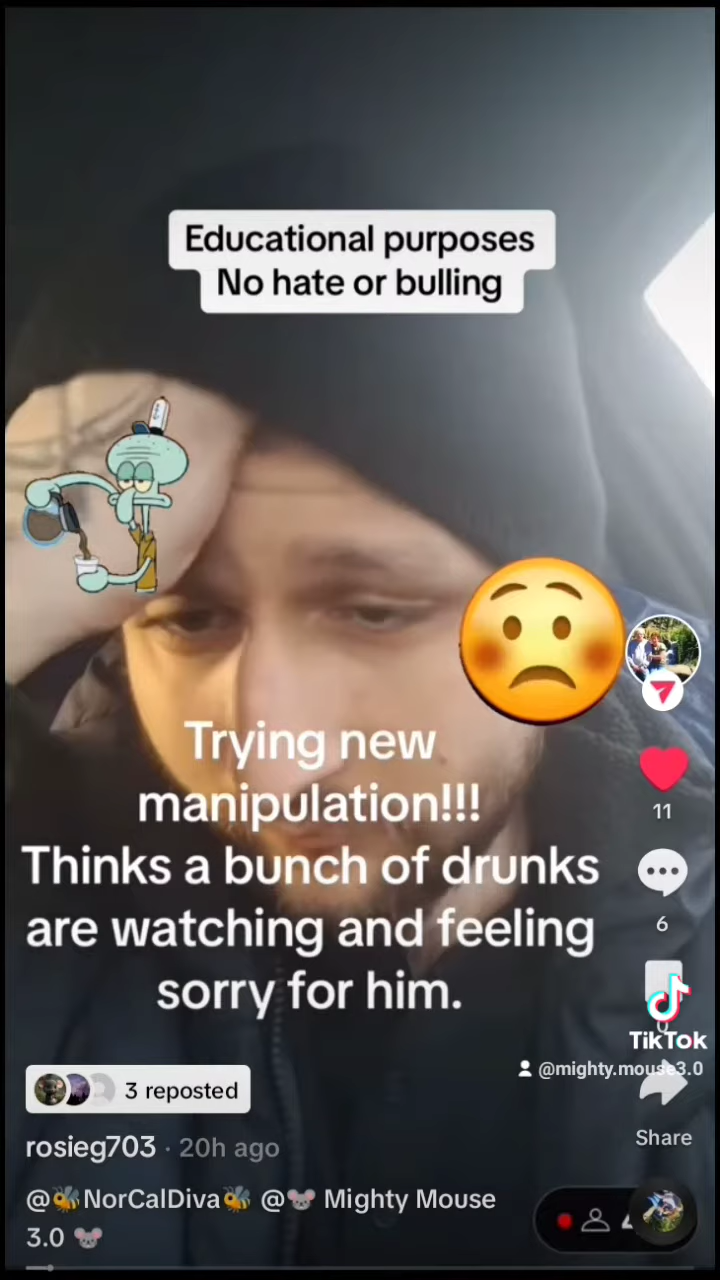 Educational purposes
No hate or bulling
Trying new
manipulation!!!
Thinks a bunch of drunks
are watching and feeling
sorry for him.
11
6
0
TikTok
@mighty.mouse3.0
Share
3 reposted
rosieg703 · 20h ago
@🐝NorCalDiva🐝 @🐭 Mighty Mouse
3.0 🐭